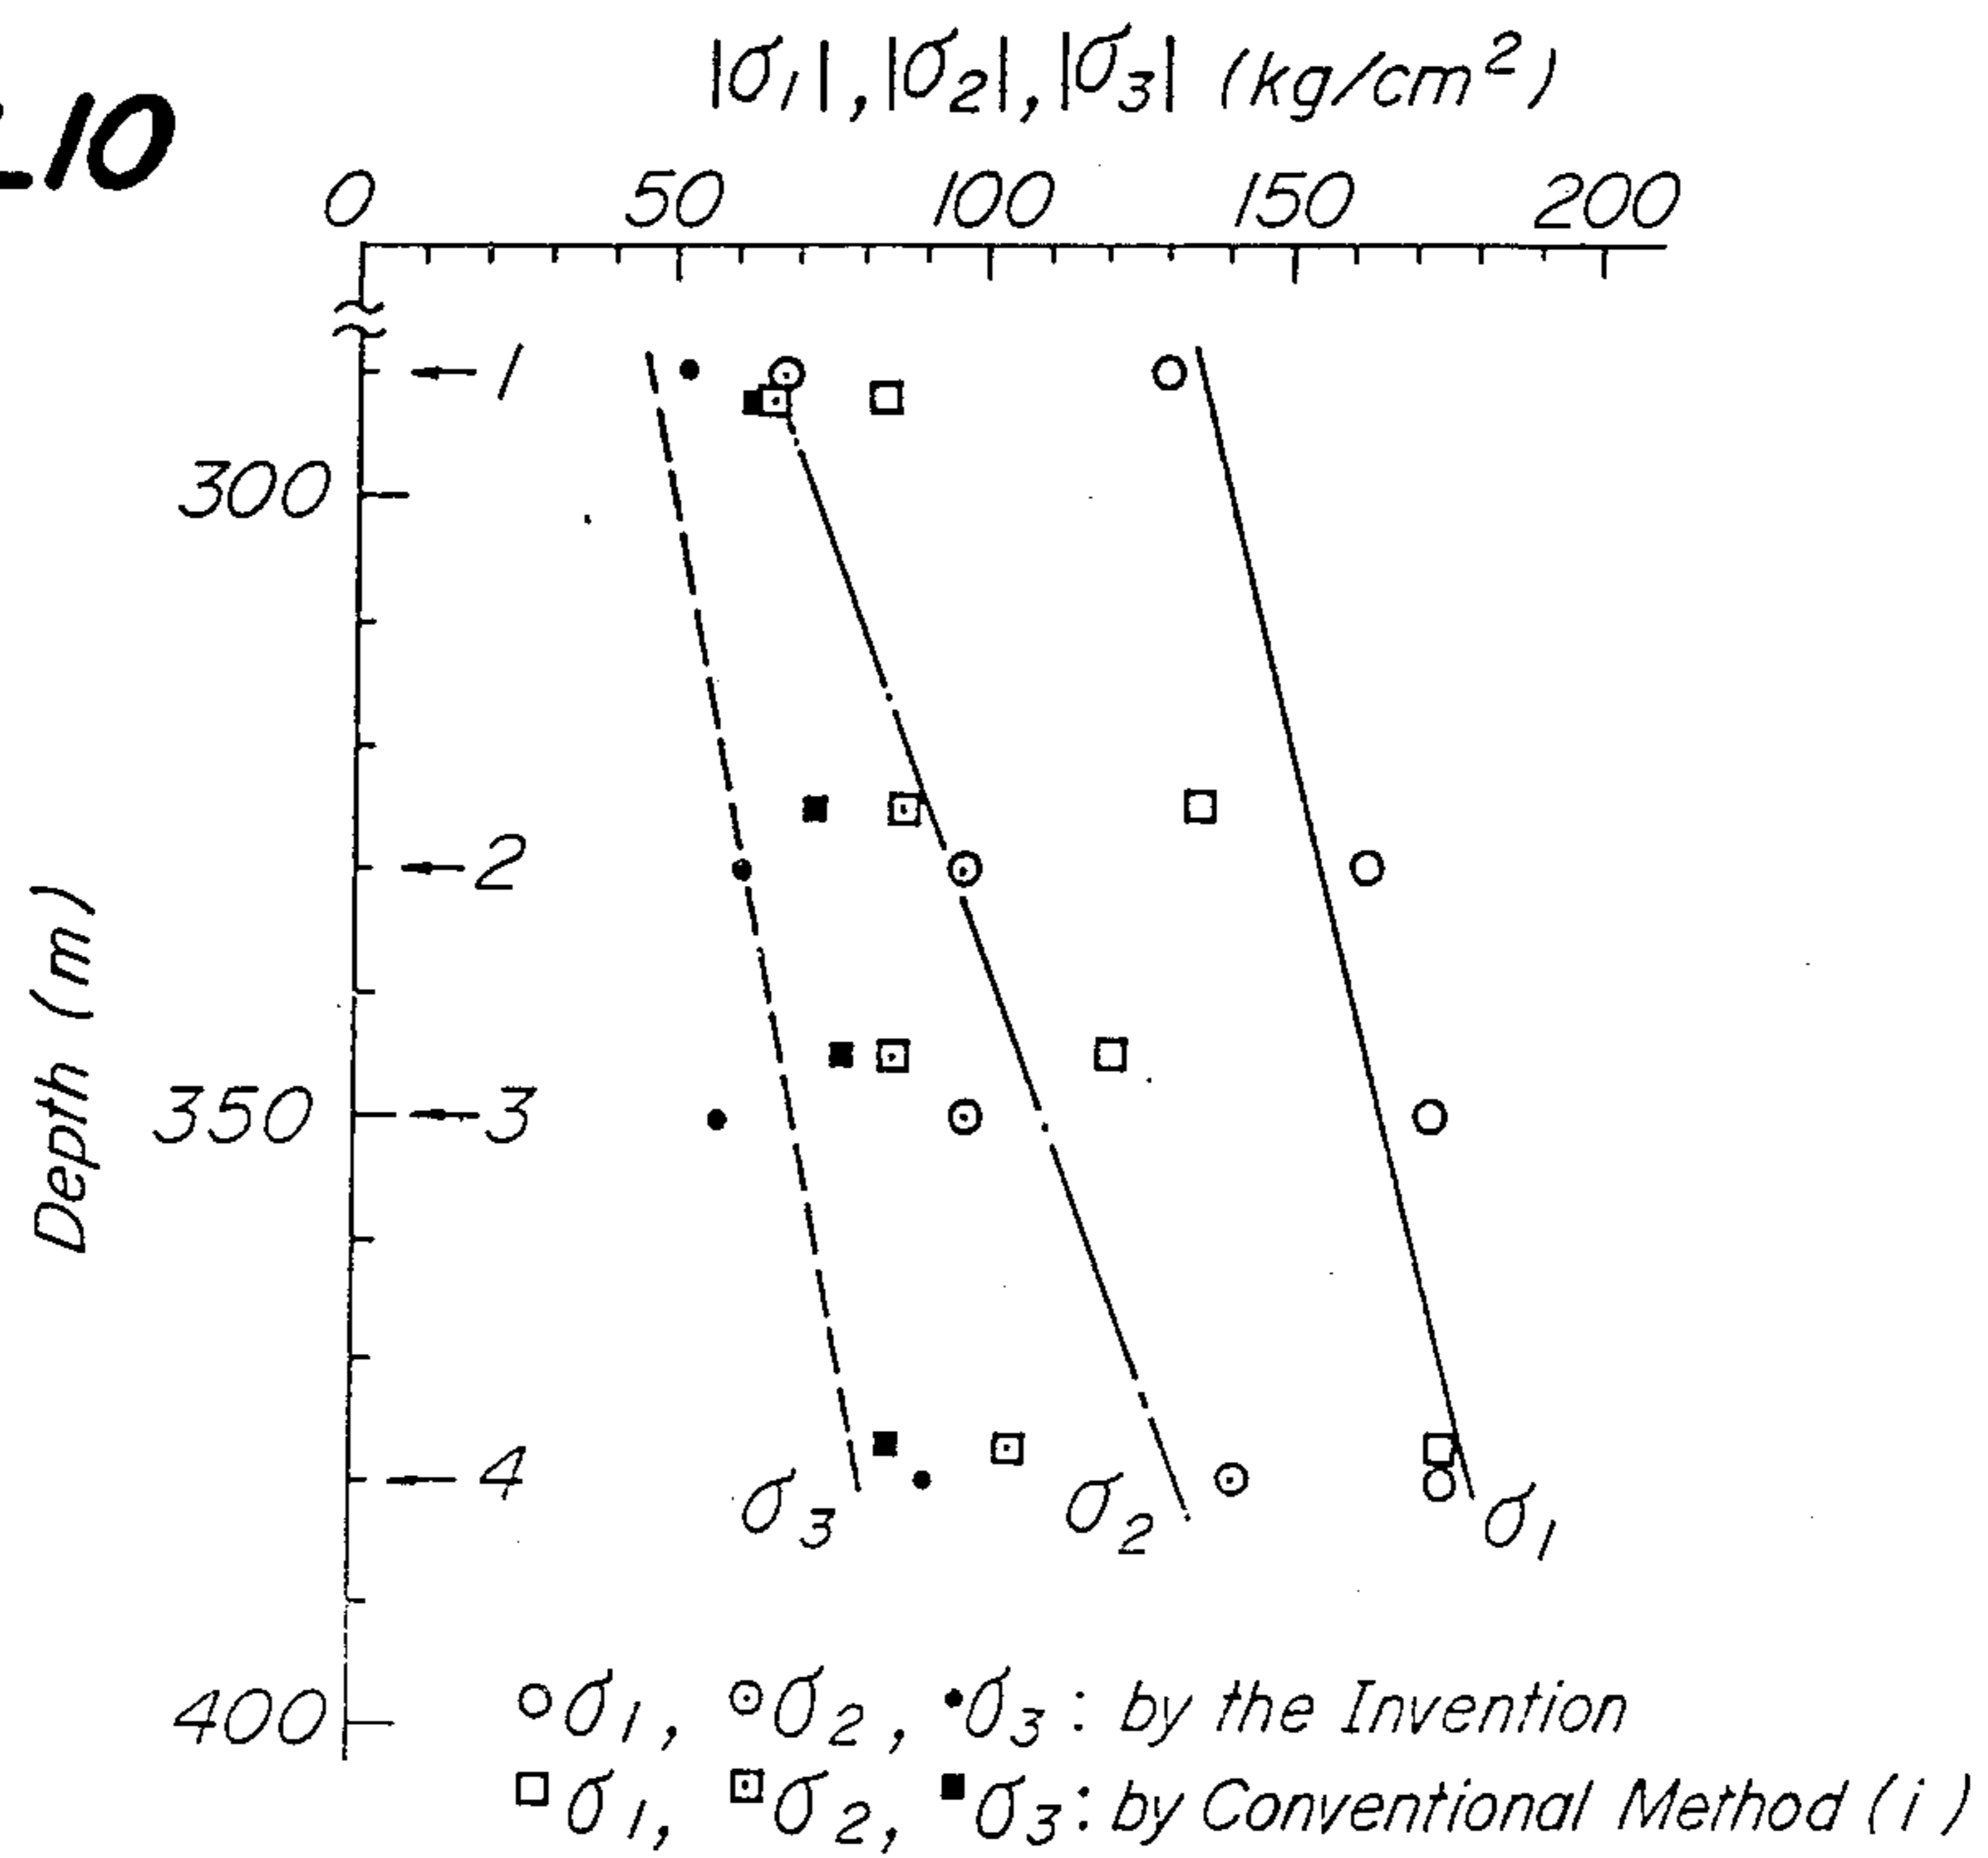 10
|σ₁|, |σ₂|, |σ₃| (kg/cm²)
0 50 100 150 200
1
300
2
Depth (m)
350
3
4
σ₃ σ₂ σ₁
400
○σ₁, ⊙σ₂, •σ₃ : by the Invention
□σ₁, ⊡σ₂, ■σ₃ : by Conventional Method (i)